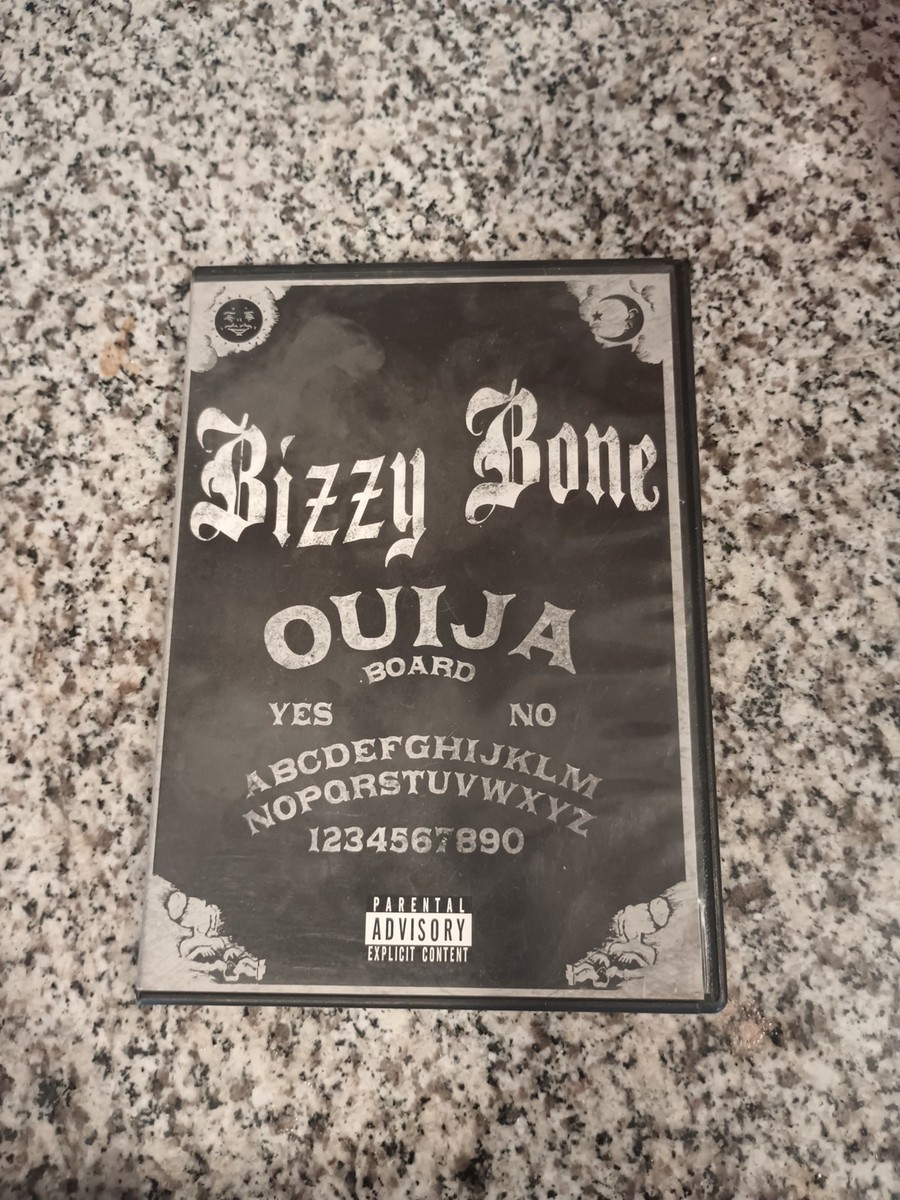 Bizzy Bone
OUIJA
BOARD
YES NO
ABCDEFGHIJKLM
NOPQRSTUVWXYZ
1234567890
PARENTAL
ADVISORY
EXPLICIT CONTENT